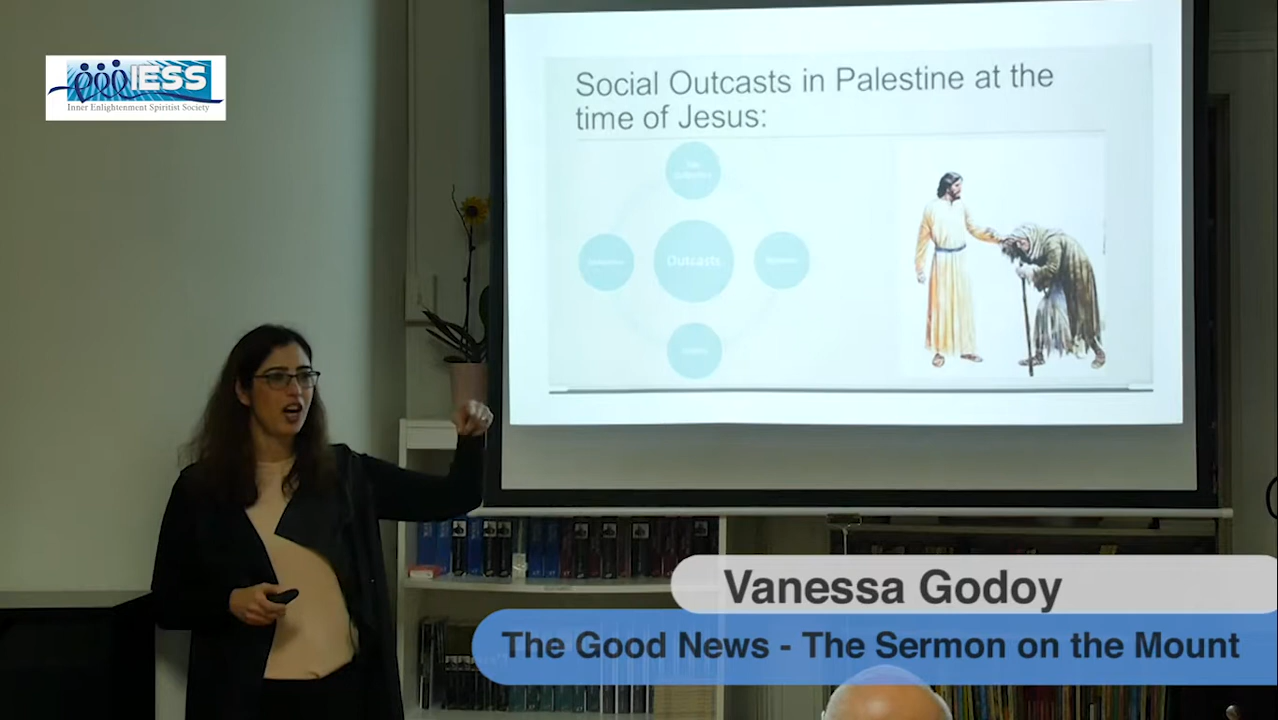 IESS
Inner Enlightenment Spiritist Society
Social Outcasts in Palestine at the
time of Jesus:
Outcasts
Vanessa Godoy
The Good News - The Sermon on the Mount